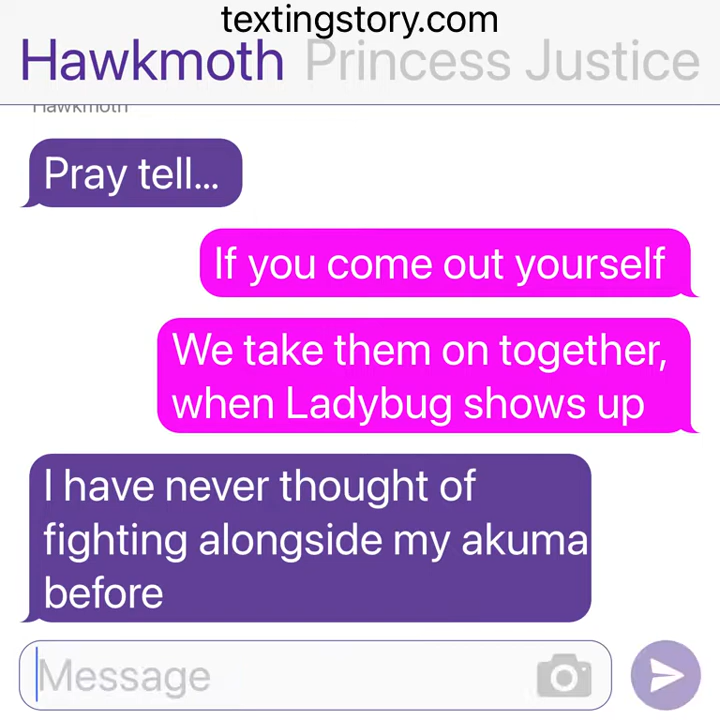 textingstory.com
Hawkmoth Princess Justice
Hawkmoth
Pray tell...
If you come out yourself
We take them on together,
when Ladybug shows up
I have never thought of
fighting alongside my akuma
before
Message